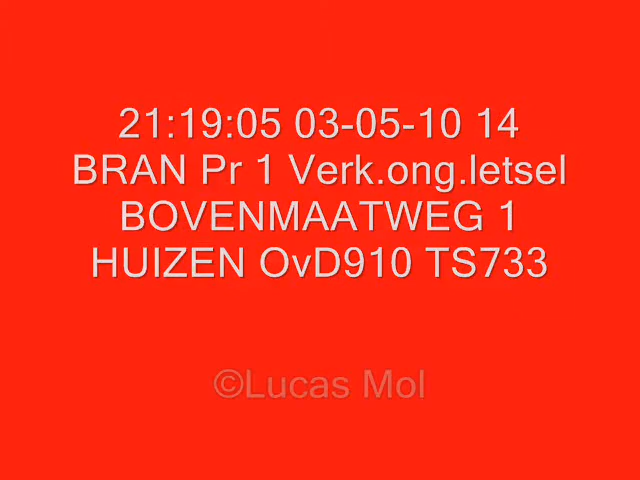 21:19:05 03-05-10 14
BRAN Pr 1 Verk.ong.letsel
BOVENMAATWEG 1
HUIZEN OvD910 TS733
©Lucas Mol